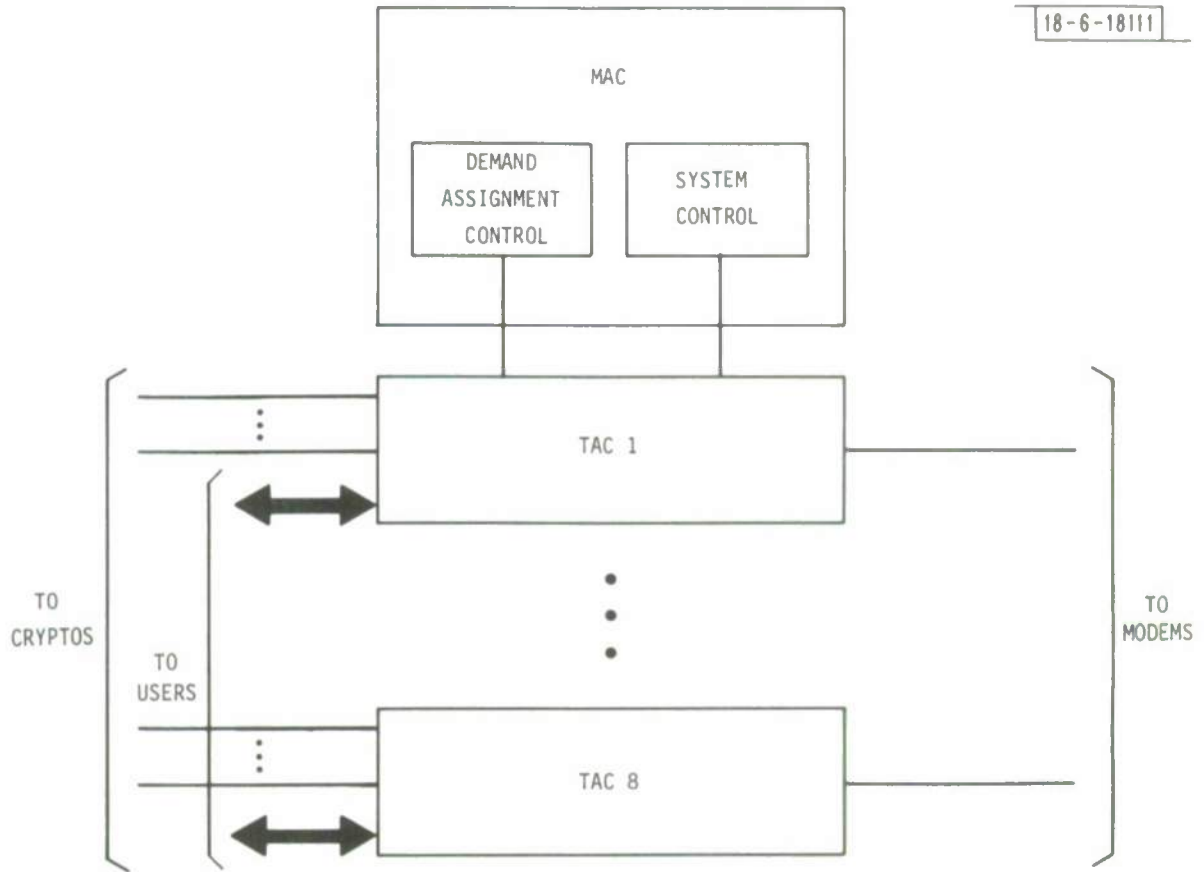 18-6-18111
MAC
DEMAND
ASSIGNMENT
CONTROL
SYSTEM
CONTROL
TAC 1
TO
CRYPTOS
TO
USERS
TO
MODEMS
TAC 8